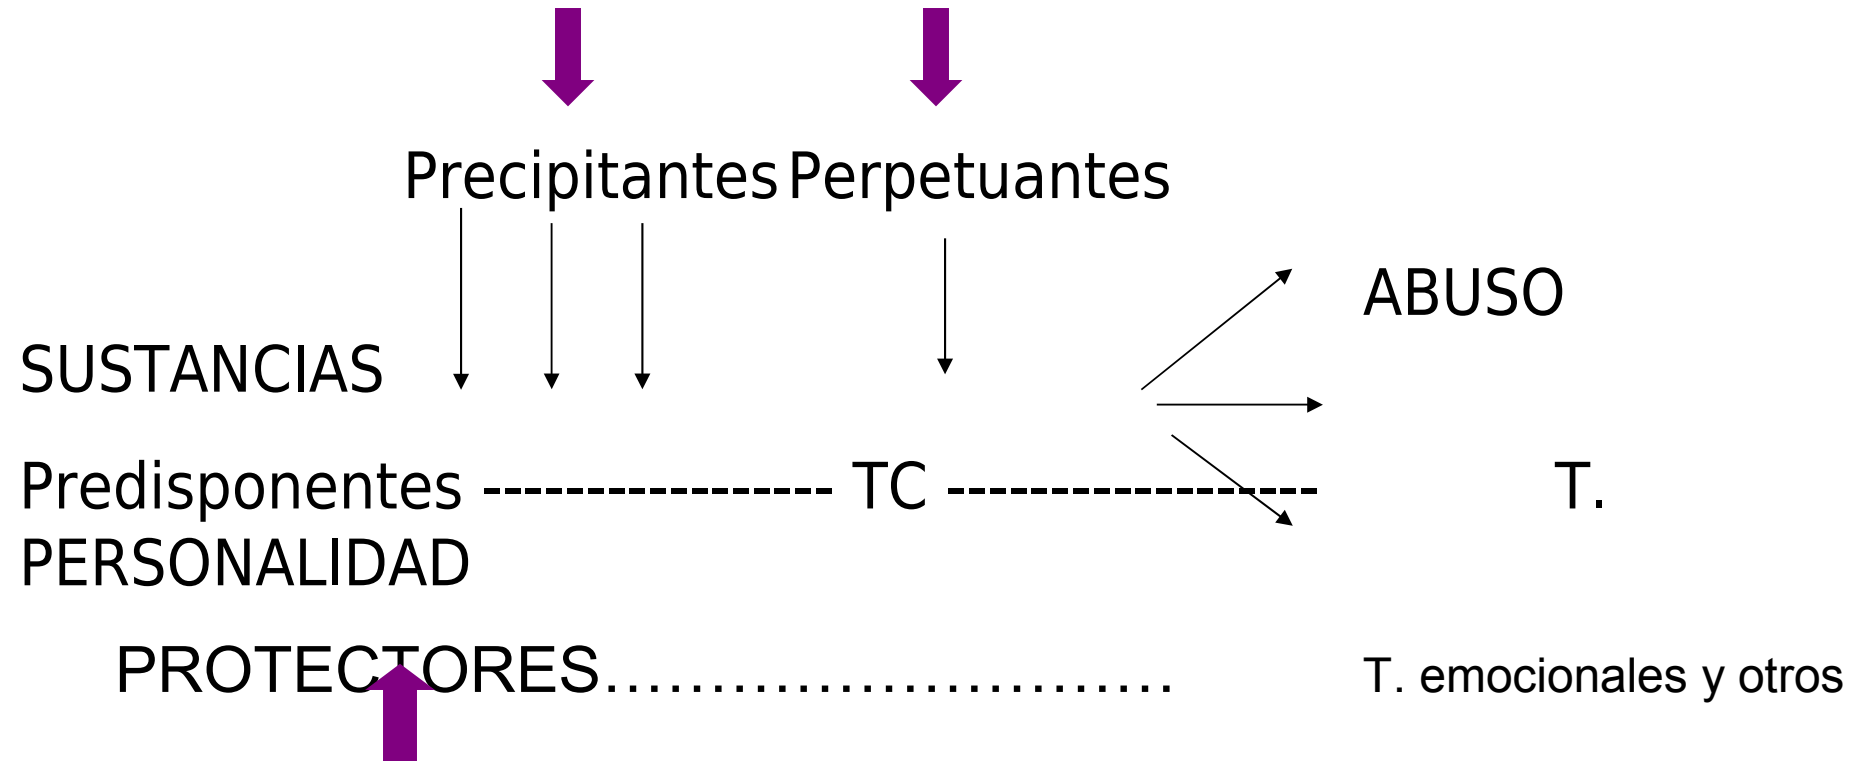 Precipitantes Perpetuantes
ABUSO
SUSTANCIAS
Predisponentes ----------------- TC ------------------ T.
PERSONALIDAD
PROTECTORES........................... T. emocionales y otros